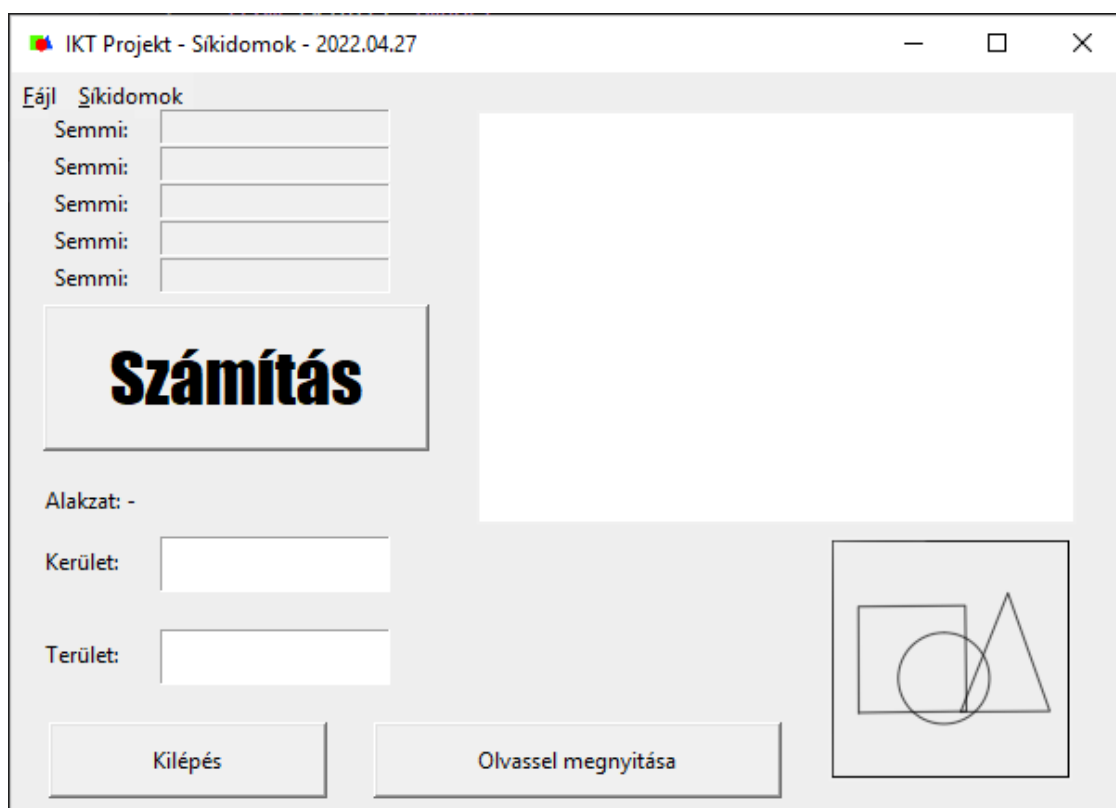 IKT Projekt - Síkidomok - 2022.04.27
Fájl Síkidomok
Semmi:
Semmi:
Semmi:
Semmi:
Semmi:
Számítás
Alakzat: -
Kerület:
Terület:
Kilépés
Olvassel megnyitása